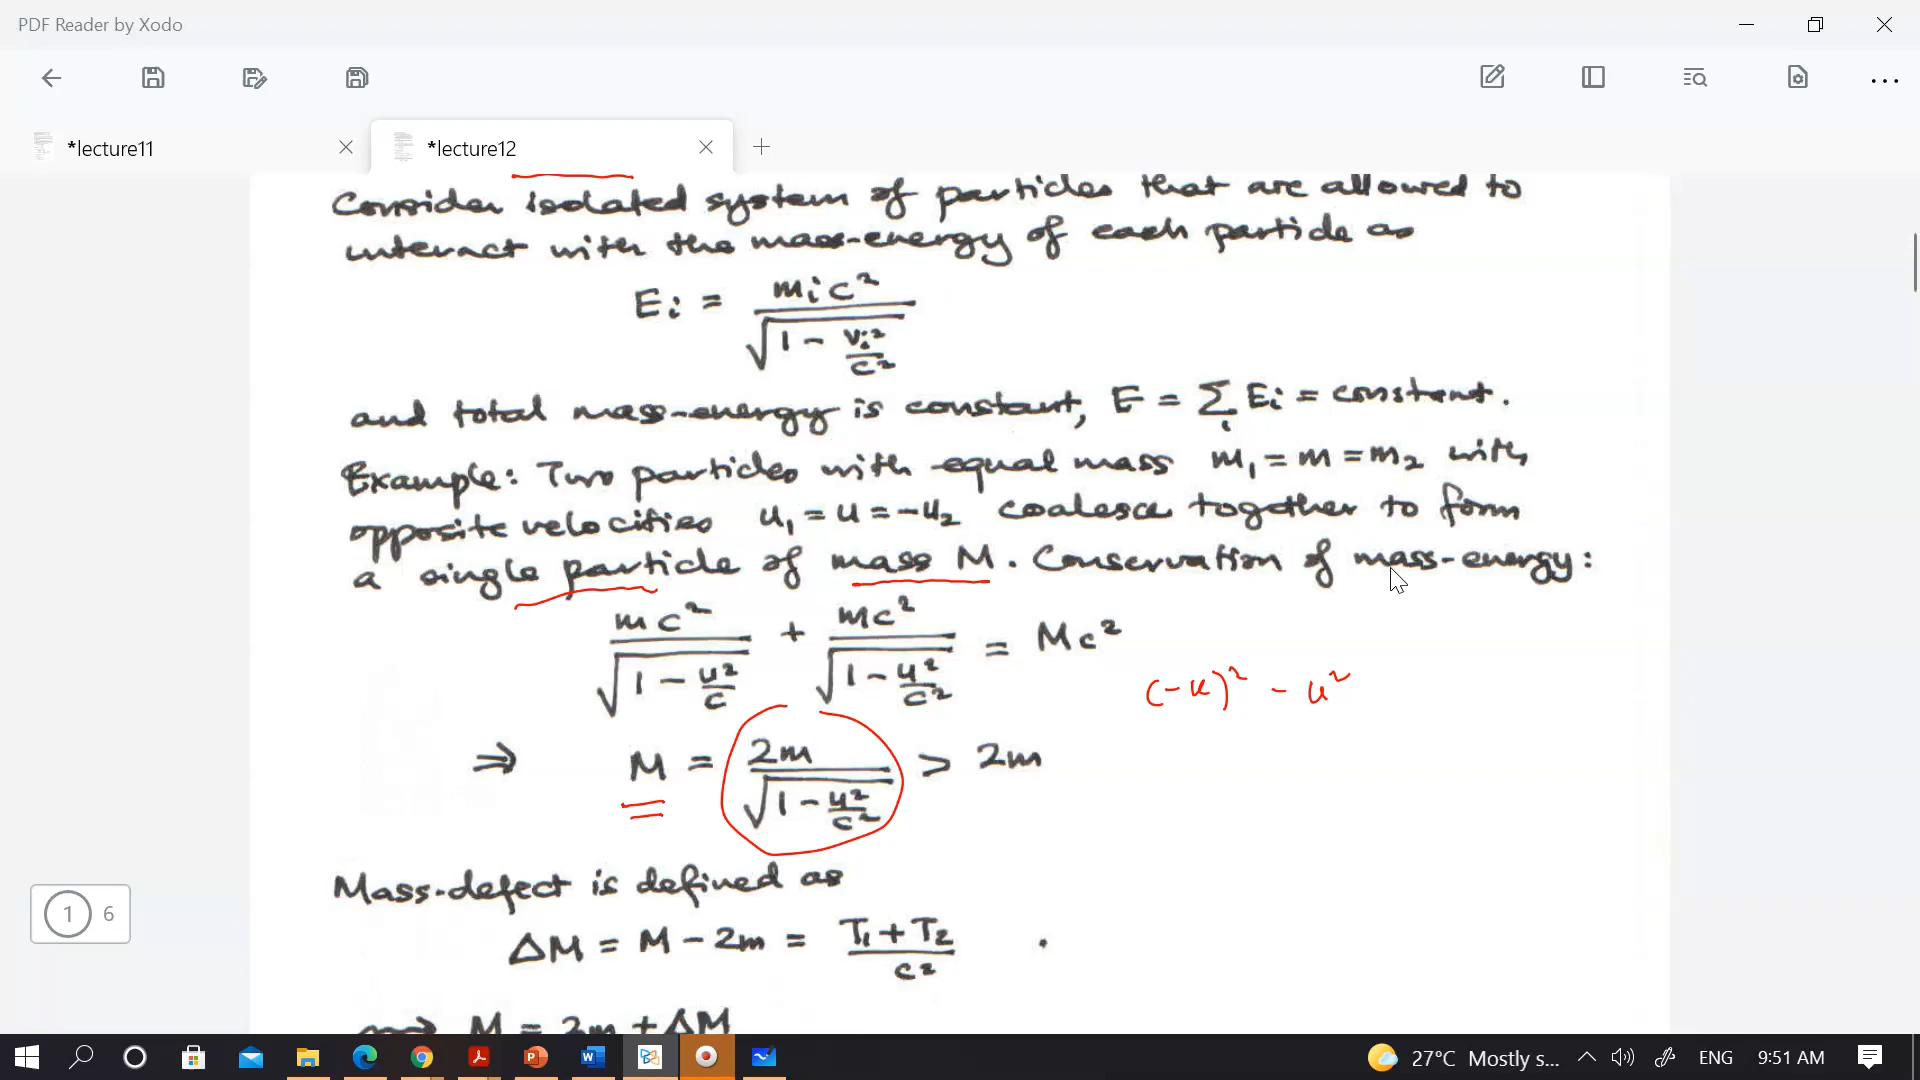 PDF Reader by Xodo
*lecture11
*lecture12
Consider isolated system of particles that are allowed to
interact with the mass-energy of each particle as
Ei = mic² / √(1 - vi²/c²)
and total mass-energy is constant, E = Σi Ei = constant.
Example: Two particles with equal mass m₁ = m = m₂ with
opposite velocities u₁ = u = -u₂ coalesce together to form
a single particle of mass M. Conservation of mass-energy:
mc² / √(1 - u²/c) + mc² / √(1 - u²/c²) = Mc²
(-u)² - u²
⇒ M = 2m / √(1 - u²/c²) > 2m
Mass-defect is defined as
ΔM = M - 2m = (T₁ + T₂) / c² .
⟹ M = 2m + ΔM
1 6
27°C Mostly s... ENG 9:51 AM